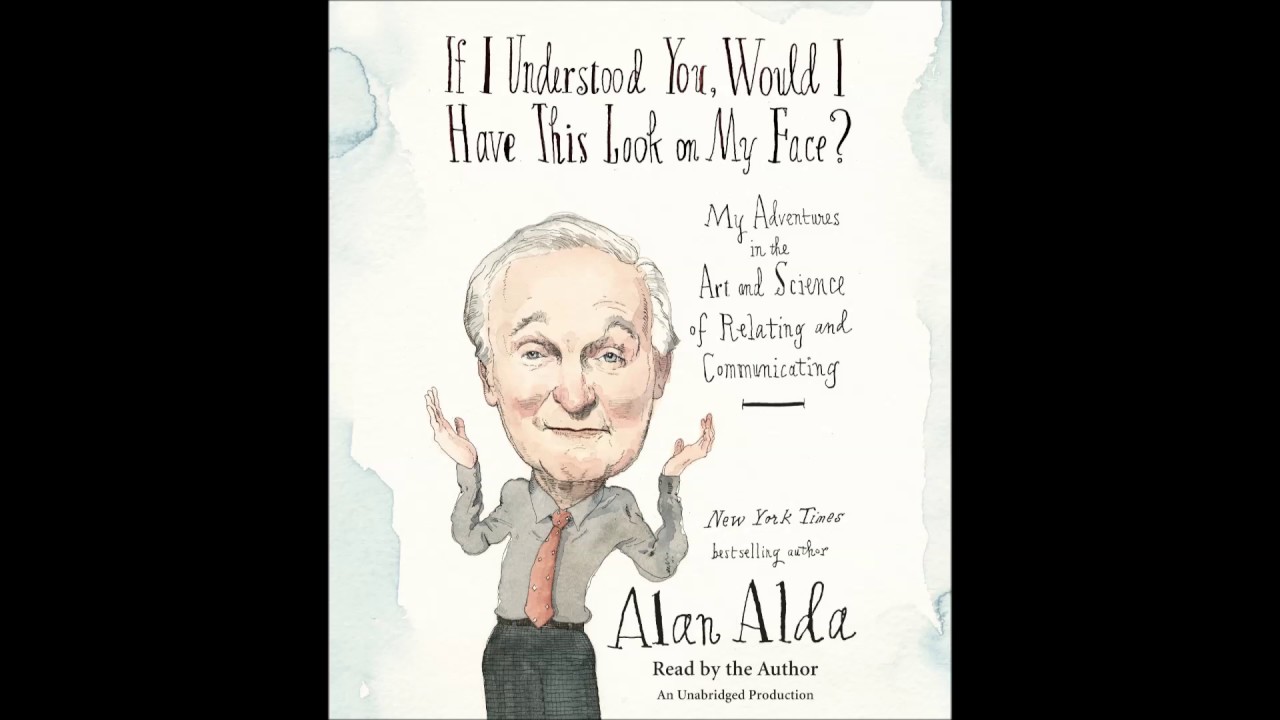 If I Understood You, Would I
Have This Look on My Face?
My Adventures
in the
Art and Science
of Relating and
Communicating
New York Times
bestselling author
Alan Alda
Read by the Author
An Unabridged Production